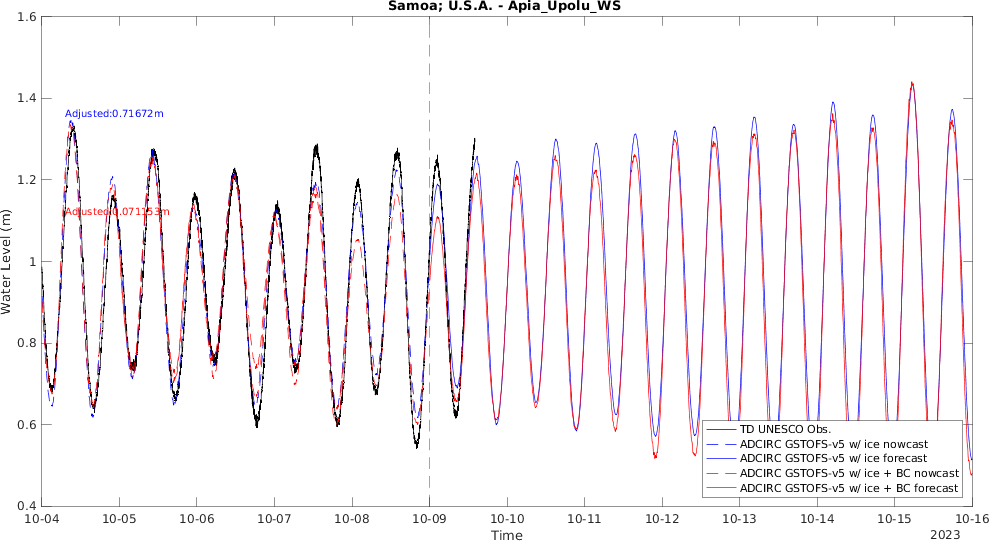 Samoa; U.S.A. - Apia_Upolu_WS
1.6
1.4
1.2
1
0.8
0.6
0.4
Water Level (m)
Adjusted:0.71672m
Adjusted:0.071153m
TD UNESCO Obs.
ADCIRC GSTOFS-v5 w/ ice nowcast
ADCIRC GSTOFS-v5 w/ ice forecast
ADCIRC GSTOFS-v5 w/ ice + BC nowcast
ADCIRC GSTOFS-v5 w/ ice + BC forecast
10-04 10-05 10-06 10-07 10-08 10-09 10-10 10-11 10-12 10-13 10-14 10-15 10-16
Time
2023